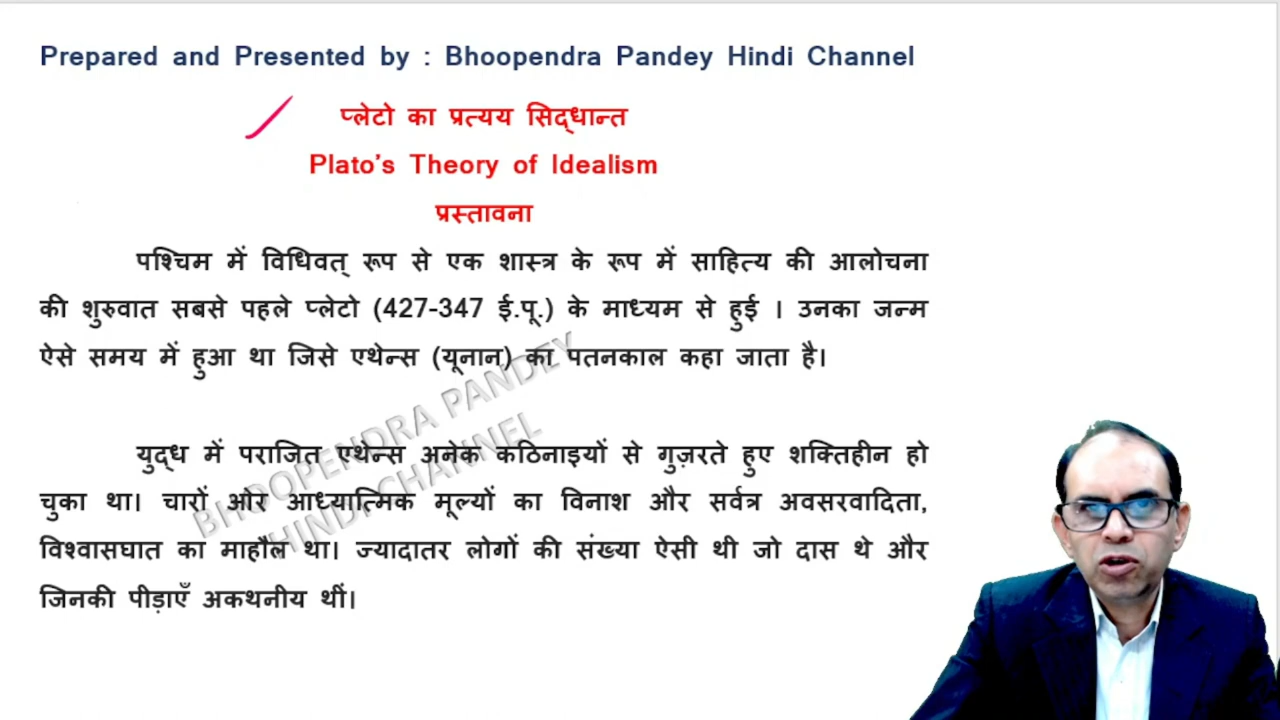 Prepared and Presented by : Bhoopendra Pandey Hindi Channel
प्लेटो का प्रत्यय सिद्धान्त
Plato's Theory of Idealism
प्रस्तावना
पश्चिम में विधिवत् रूप से एक शास्त्र के रूप में साहित्य की आलोचना
की शुरुवात सबसे पहले प्लेटो (427-347 ई.पू.) के माध्यम से हुई । उनका जन्म
ऐसे समय में हुआ था जिसे एथेन्स (यूनान) का पतनकाल कहा जाता है।
युद्ध में पराजित एथेन्स अनेक कठिनाइयों से गुज़रते हुए शक्तिहीन हो
चुका था। चारों ओर आध्यात्मिक मूल्यों का विनाश और सर्वत्र अवसरवादिता,
विश्वासघात का माहौल था। ज्यादातर लोगों की संख्या ऐसी थी जो दास थे और
जिनकी पीड़ाएँ अकथनीय थीं।
BHOOPENDRA PANDEY
HINDI CHANNEL